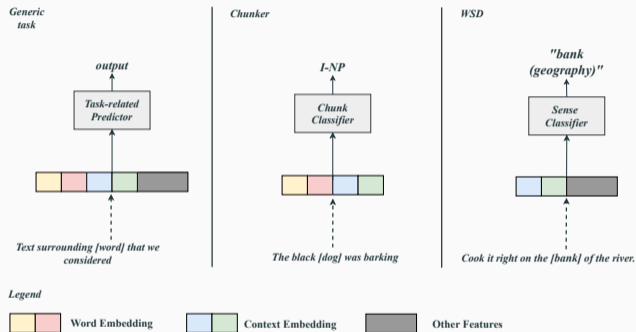 Generic
task
output
Task-related
Predictor
Text surrounding [word] that we
considered
Chunker
I-NP
Chunk
Classifier
The black [dog] was barking
WSD
"bank
(geography)"
Sense
Classifier
Cook it right on the [bank] of the river.
Legend
Word Embedding
Context Embedding
Other Features